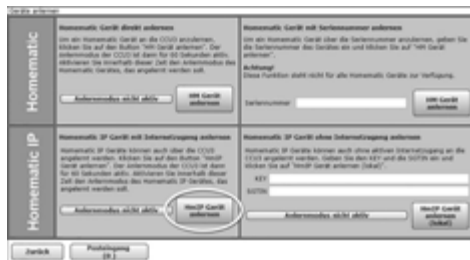 Geräte anlernen
Homematic
Homematic Gerät direkt anlernen
Um ein Homematic Gerät an die CCU3 anzulernen,
klicken Sie auf den Button "HM Gerät
anlernen". Der
Anlernmodus der CCU3 ist dann für 60 Sekunden aktiv.
Aktivieren Sie innerhalb dieser Zeit den Anlernmodus des
Homematic Gerätes, das angelernt werden soll.
Anlernmodus nicht aktiv
HM Gerät
anlernen
Homematic Gerät mit Seriennummer anlernen
Um ein Homematic Gerät über die Seriennummer anzulernen, geben Sie
die Seriennummer des Gerätes ein und klicken Sie auf "HM Gerät
anlernen".
Achtung!
Diese Funktion steht nicht für alle Homematic Geräte zur Verfügung.
Seriennummer
HM Gerät
anlernen
Homematic IP
Homematic IP Gerät mit Internetzugang anlernen
Homematic IP Geräte können auch über die CCU3
angelernt werden. Klicken Sie auf den Button "HmIP
Gerät anlernen". Der Anlernmodus der CCU3 ist dann
für 60 Sekunden aktiv. Aktivieren Sie innerhalb dieser
Zeit den Anlernmodus des Homematic IP Gerätes, das
angelernt werden soll.
Anlernmodus nicht aktiv
HmIP Gerät
anlernen
Homematic IP Gerät ohne Internetzugang anlernen
Homematic IP Geräte können auch ohne aktiven Internetzugang an die
CCU3 angelernt werden. Geben Sie den KEY und die SGTIN ein und
klicken Sie auf "HmIP Gerät anlernen (lokal)".
KEY
SGTIN
Anlernmodus nicht aktiv
HmIP Gerät
anlernen
(lokal)
Zurück
Posteingang
(0 )